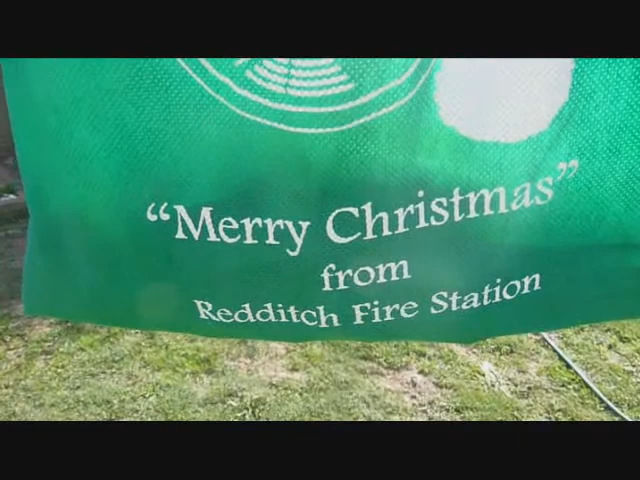 “Merry Christmas”
from
Redditch Fire Station